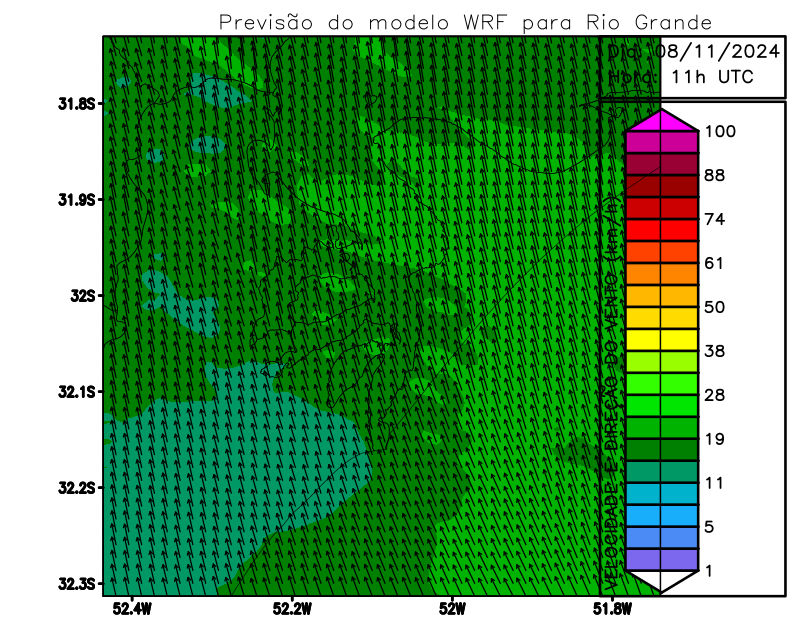 Previsão do modelo WRF para Rio Grande
Dia: 08/11/2024
Hora: 11h UTC
31.8S
31.9S
32S
32.1S
32.2S
32.3S
52.4W
52.2W
52W
51.8W
VELOCIDADE E DIREÇÃO DO VENTO (km/h)
100
88
74
61
50
38
28
19
11
5
1